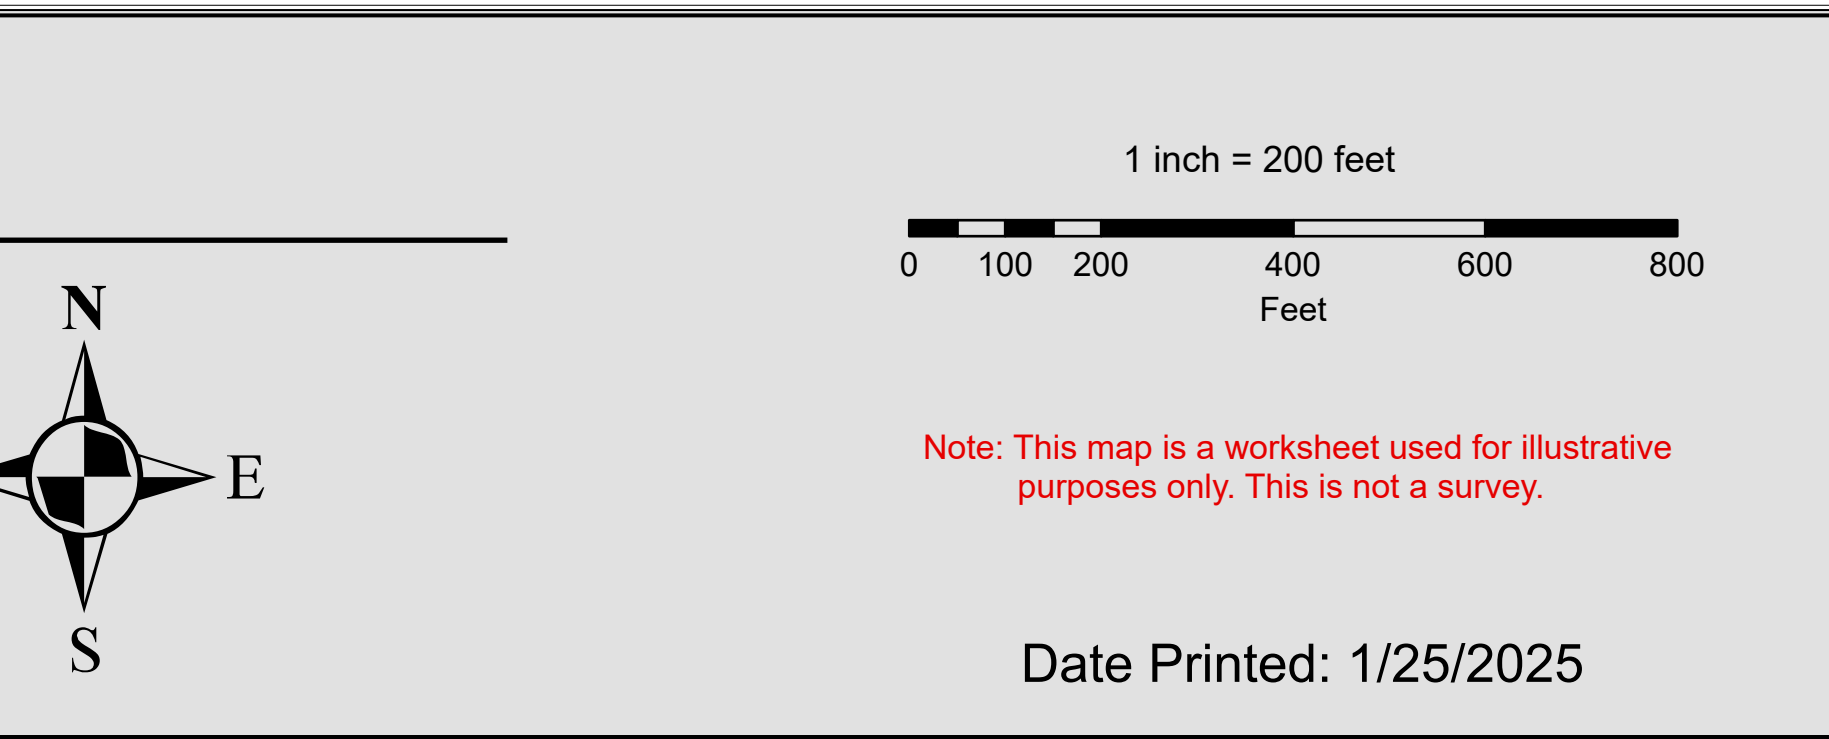 1 inch = 200 feet
0 100 200 400 600 800
Feet
N
E
S
Note: This map is a worksheet used for illustrative
purposes only. This is not a survey.
Date Printed: 1/25/2025